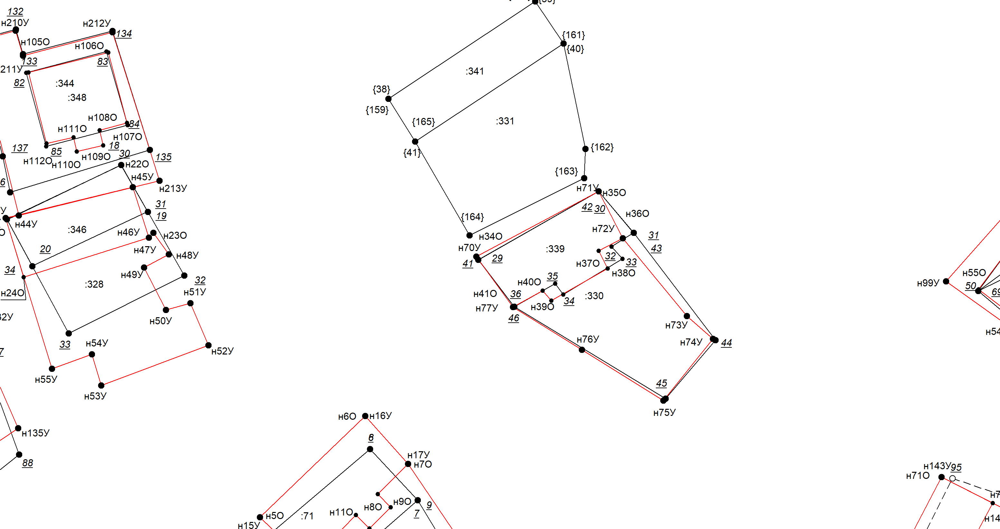 132
н210У
н212У
134
н105О
н106О
133
83
211У
82
:344
:348
н108О
84
н111О
н107О
137
85
18
30
н112О
н110О
н109О
135
н22О
6
н45У
н213У
31
19
У
н44У
О
:346
н46У
н23О
20
н47У
н48У
34
н49У
:328
32
н24О
н51У
н50У
33
н54У
н52У
н55У
н53У
н135У
88
{161}
{40}
:341
{38}
{159}
{165}
:331
{41}
{162}
{163}
н71У
н35О
42
30
н36О
{164}
н34О
н72У
31
н70У
:339
43
41
29
32
33
н37О
н38О
35
н40О
н41О
36
:330
34
н77У
н39О
46
н73У
н76У
н74У
44
45
н75У
н6О
н16У
8
н17У
н7О
н9О
9
н8О
н11О
7
н5О
:71
н15У
н55О
н99У
50
69
н143У
95
н71О